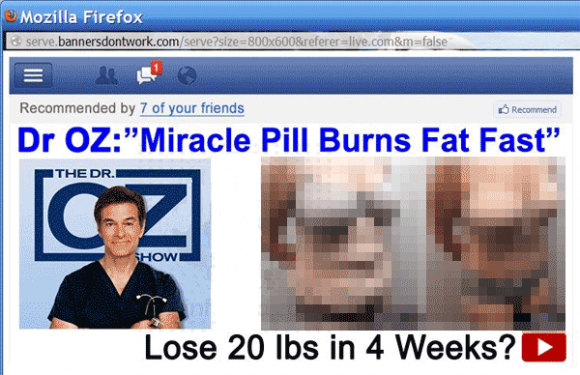 Mozilla Firefox
serve.bannersdontwork.com/serve?size=800x600&referer=live.com&m=false
1
Recommended by 7 of your friends
Recommend
Dr OZ:”Miracle Pill Burns Fat Fast”
THE DR.
OZ
SHOW
Lose 20 lbs in 4 Weeks?